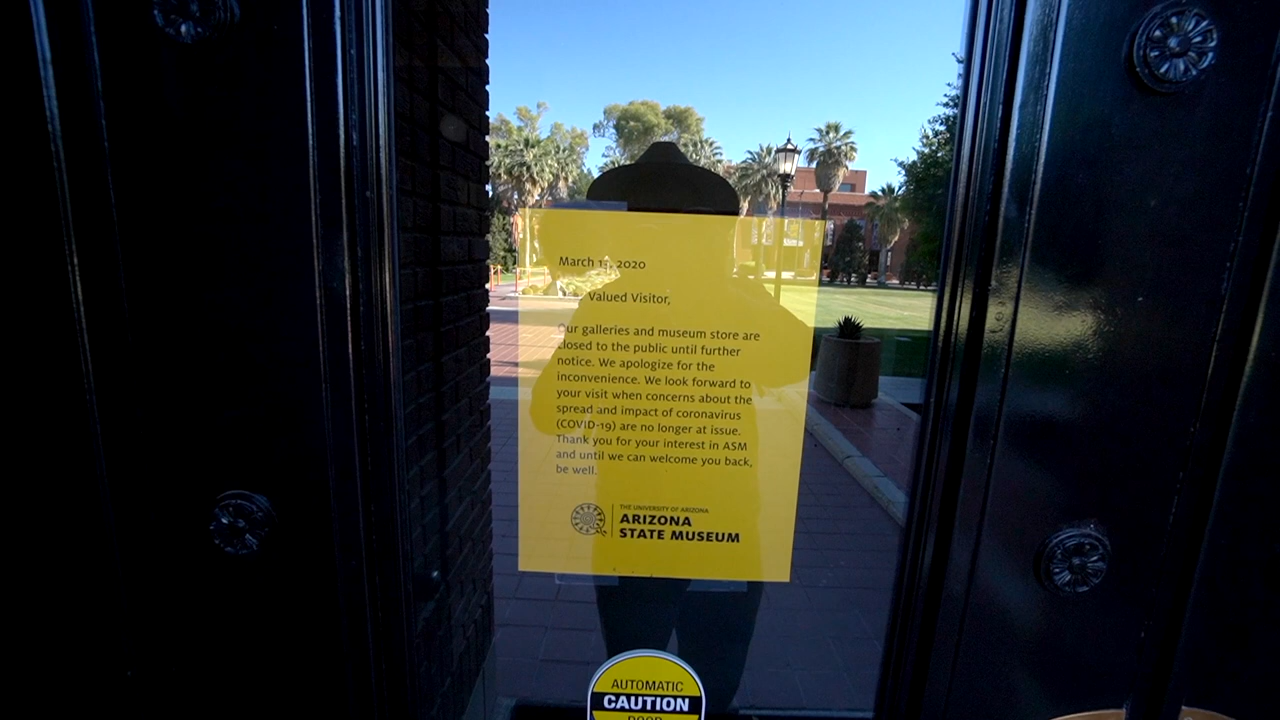 March 13, 2020
Valued Visitor,
Our galleries and museum store are
closed to the public until further
notice. We apologize for the
inconvenience. We look forward to
your visit when concerns about the
spread and impact of coronavirus
(COVID-19) are no longer at issue.
Thank you for your interest in ASM
and until we can welcome you back,
be well.
THE UNIVERSITY OF ARIZONA
ARIZONA
STATE MUSEUM
AUTOMATIC
CAUTION
DOOR